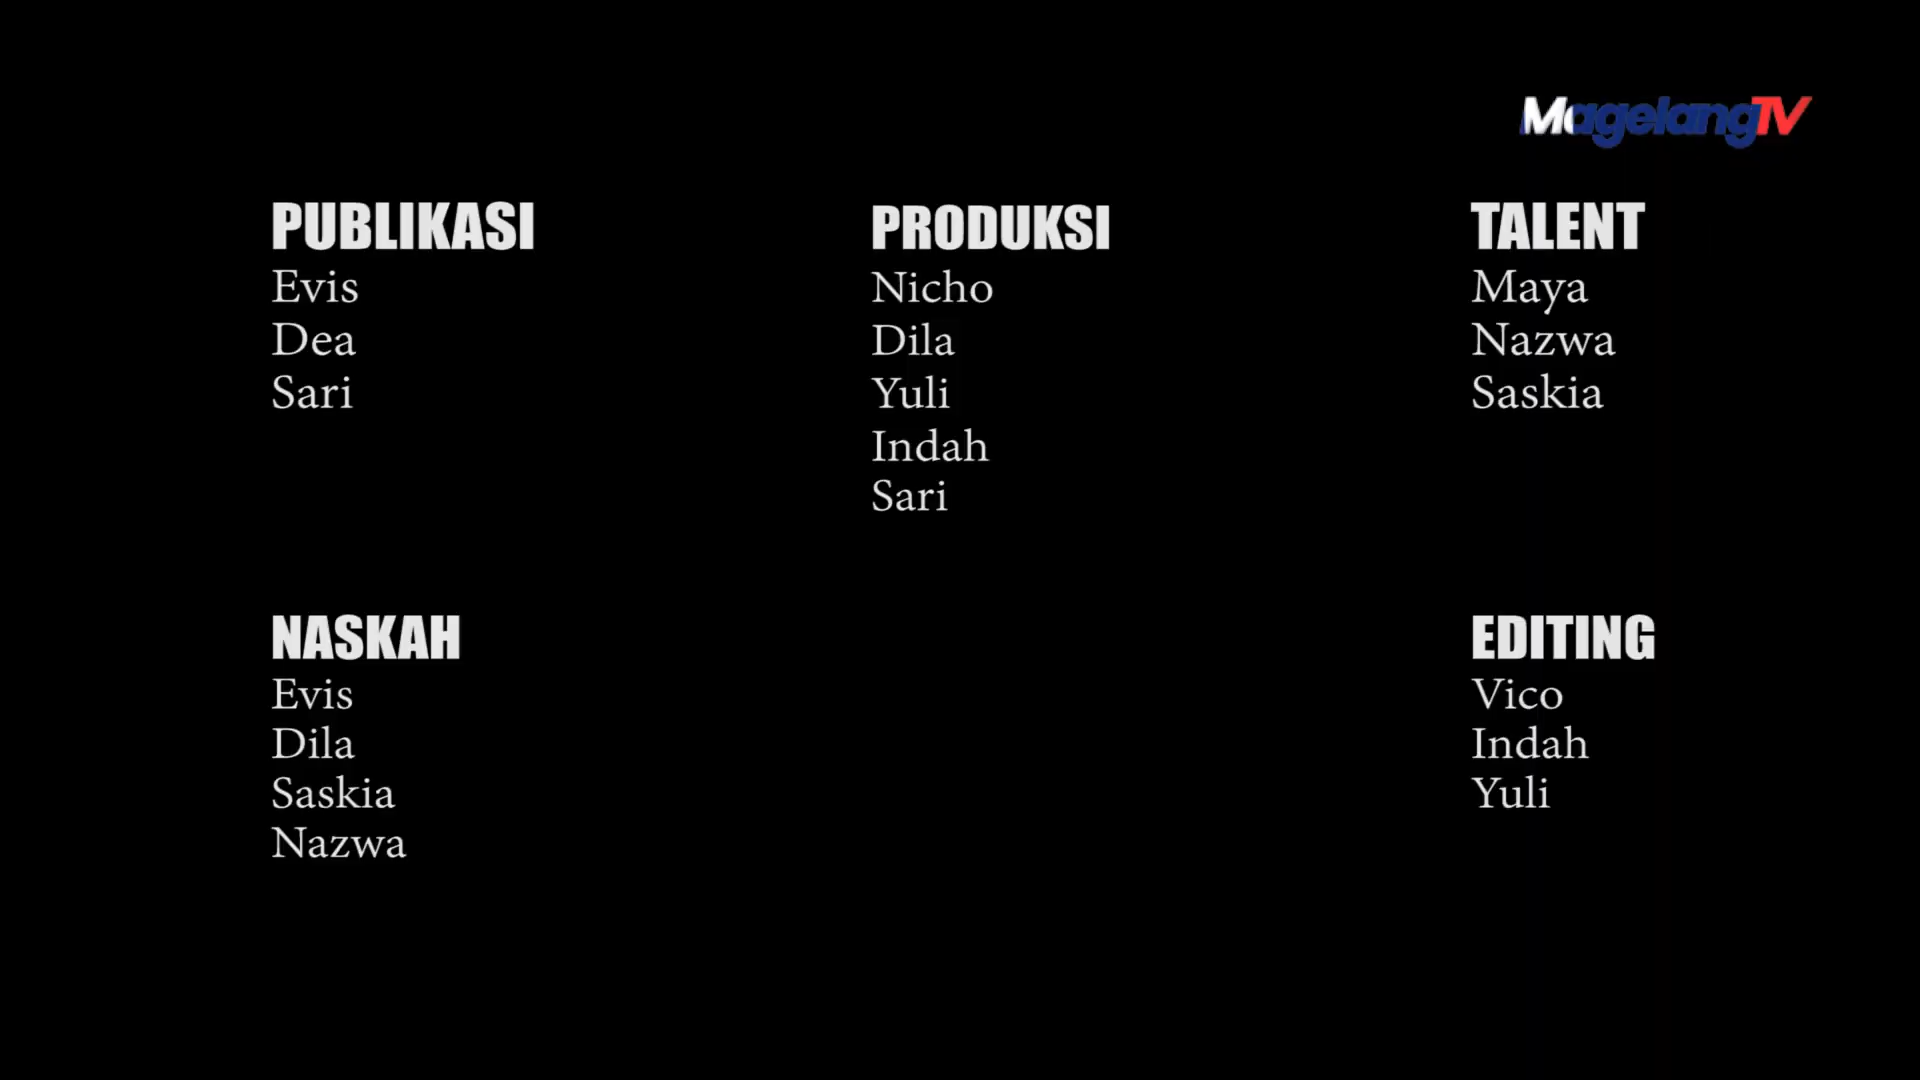 MagelangTV
PUBLIKASI
Evis
Dea
Sari
PRODUKSI
Nicho
Dila
Yuli
Indah
Sari
TALENT
Maya
Nazwa
Saskia
NASKAH
Evis
Dila
Saskia
Nazwa
EDITING
Vico
Indah
Yuli